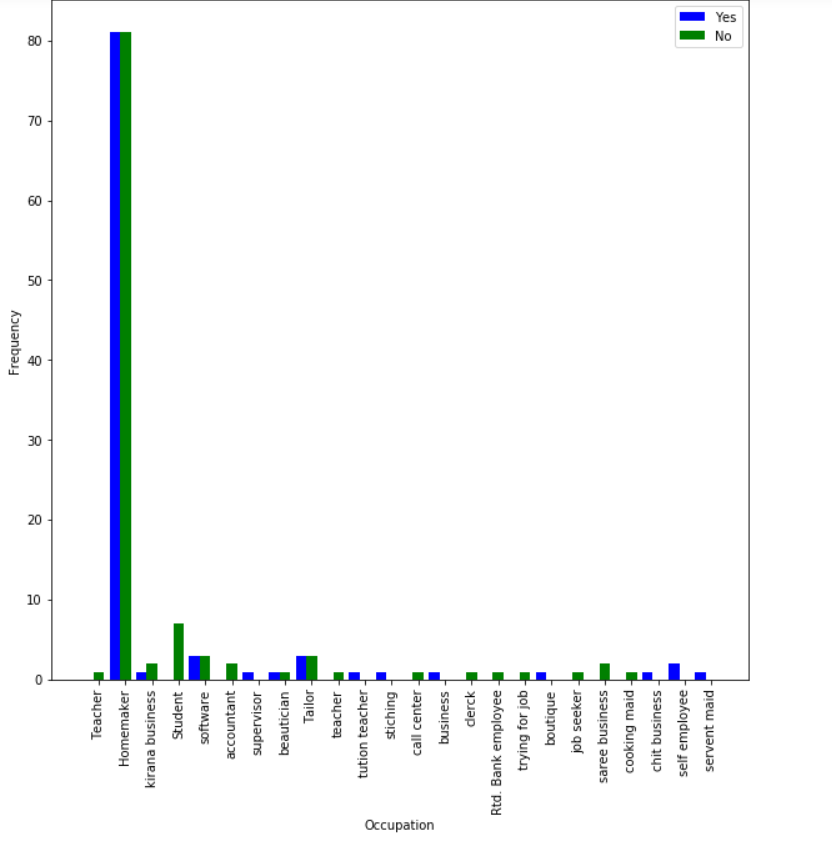 Yes
No
80
70
60
50
40
30
20
10
0
Frequency
Teacher
Homemaker
kirana business
Student
software
accountant
supervisor
beautician
Tailor
teacher
tution teacher
stiching
call center
business
clerck
Rtd. Bank employee
trying for job
boutique
job seeker
saree business
cooking maid
chit business
self employee
servent maid
Occupation